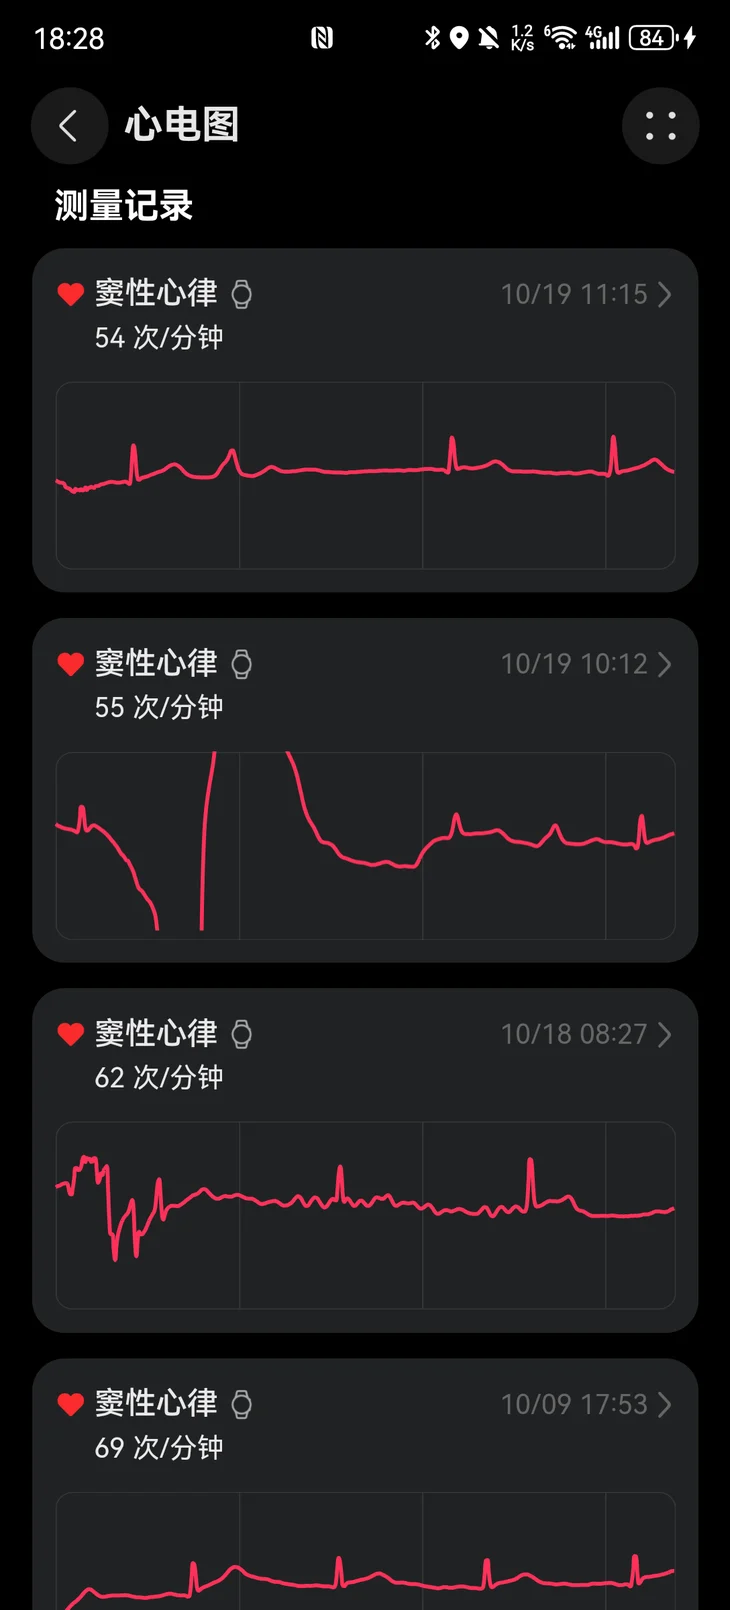 18:28 1.2 K/s 6 4G 84
心电图
测量记录
窦性心律 10/19 11:15
54 次/分钟
窦性心律 10/19 10:12
55 次/分钟
窦性心律 10/18 08:27
62 次/分钟
窦性心律 10/09 17:53
69 次/分钟